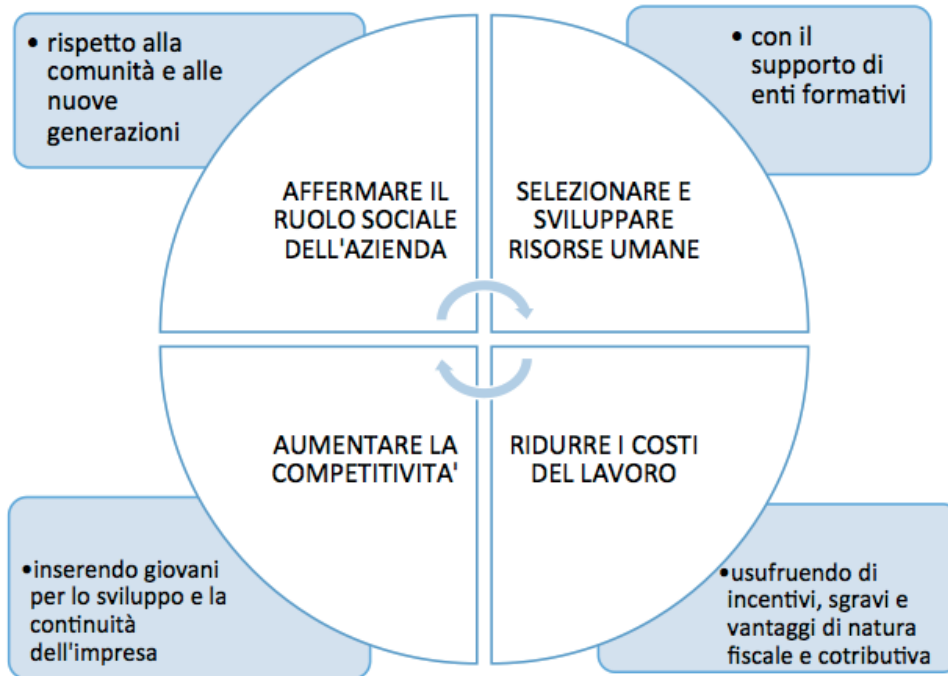 • rispetto alla
comunità e alle
nuove
generazioni
• con il
supporto di
enti formativi
AFFERMARE IL
RUOLO SOCIALE
DELL'AZIENDA
SELEZIONARE E
SVILUPPARE
RISORSE UMANE
AUMENTARE LA
COMPETITIVITA'
RIDURRE I COSTI
DEL LAVORO
•inserendo giovani
per lo sviluppo e la
continuità
dell'impresa
•usufruendo di
incentivi, sgravi e
vantaggi di natura
fiscale e cotributiva